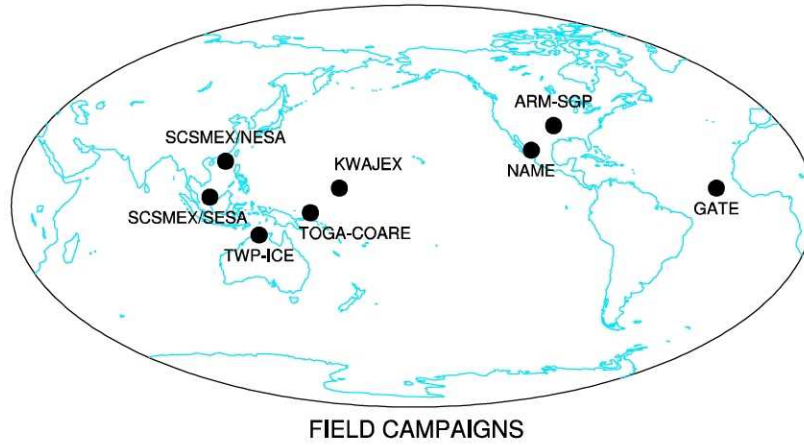 ARM-SGP
SCSMEX/NESA
KWAJEX
NAME
GATE
SCSMEX/SESA
TOGA-COARE
TWP-ICE
FIELD CAMPAIGNS